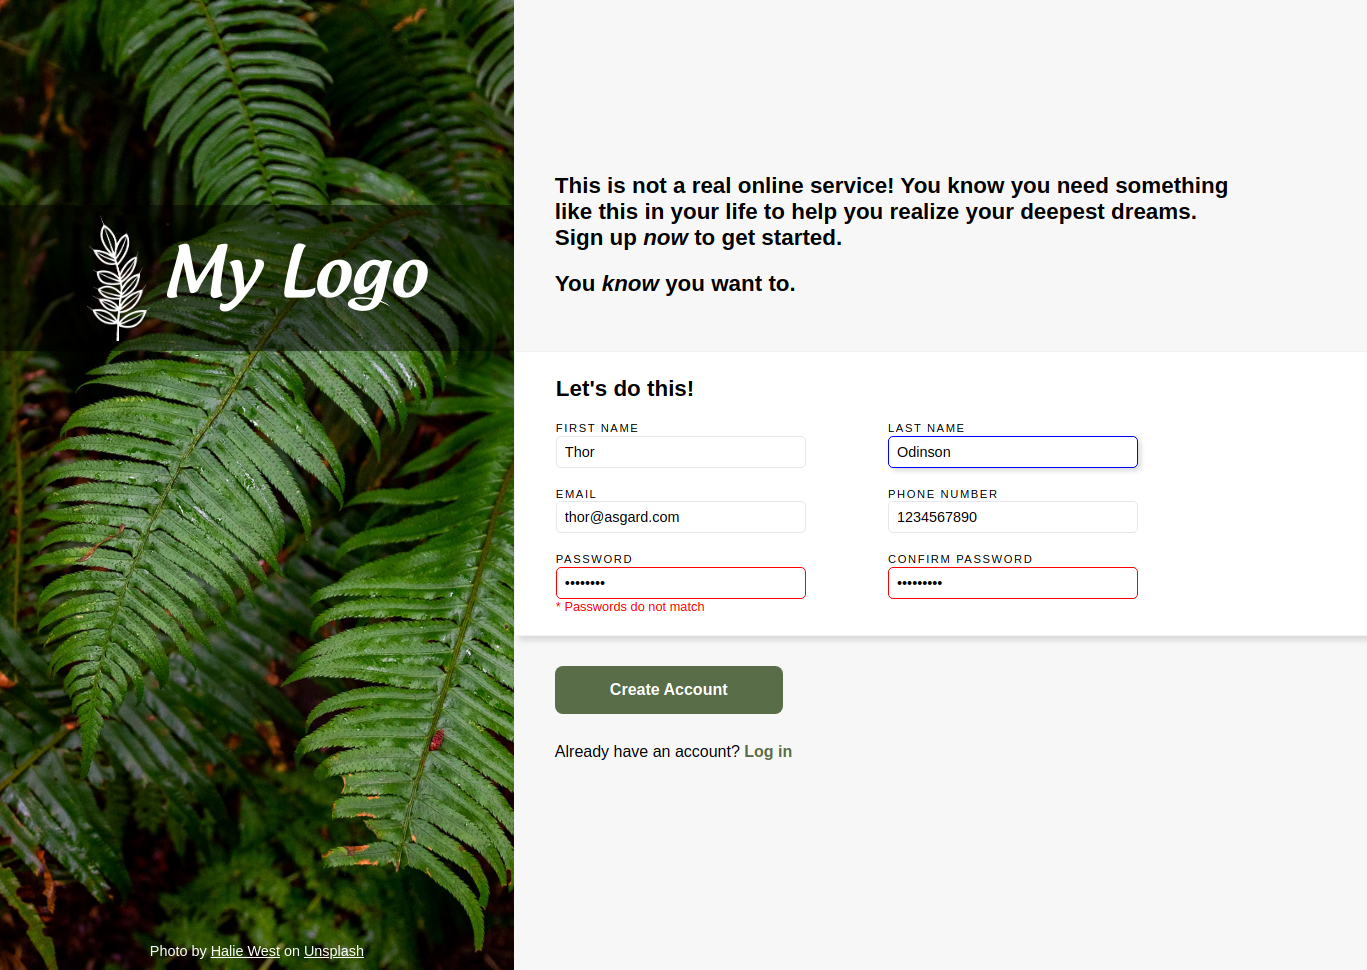 My Logo
Photo by Halie West on Unsplash
This is not a real online service! You know you need something
like this in your life to help you realize your deepest dreams.
Sign up now to get started.
You know you want to.
Let's do this!
FIRST NAME
Thor
LAST NAME
Odinson
EMAIL
thor@asgard.com
PHONE NUMBER
1234567890
PASSWORD
••••••••
* Passwords do not match
CONFIRM PASSWORD
•••••••••
Create Account
Already have an account? Log in